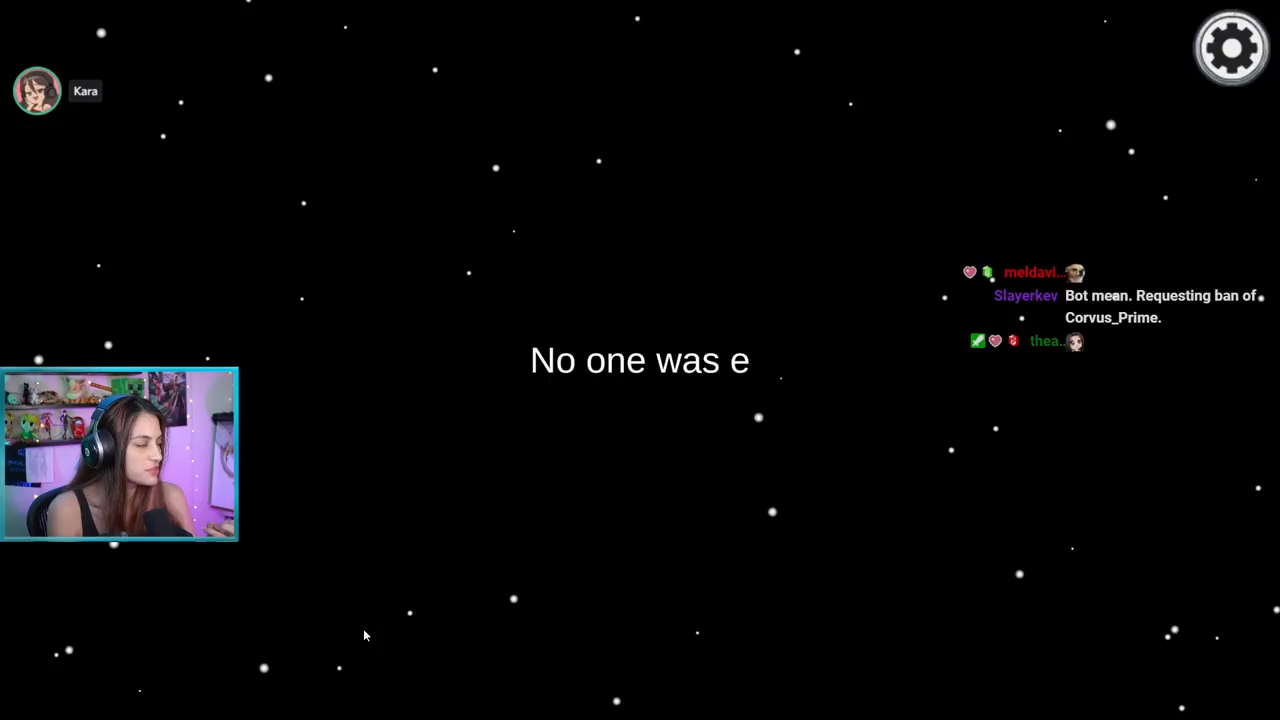 Kara
meldavi..
Slayerkev Bot mean. Requesting ban of
Corvus_Prime.
thea..
No one was e